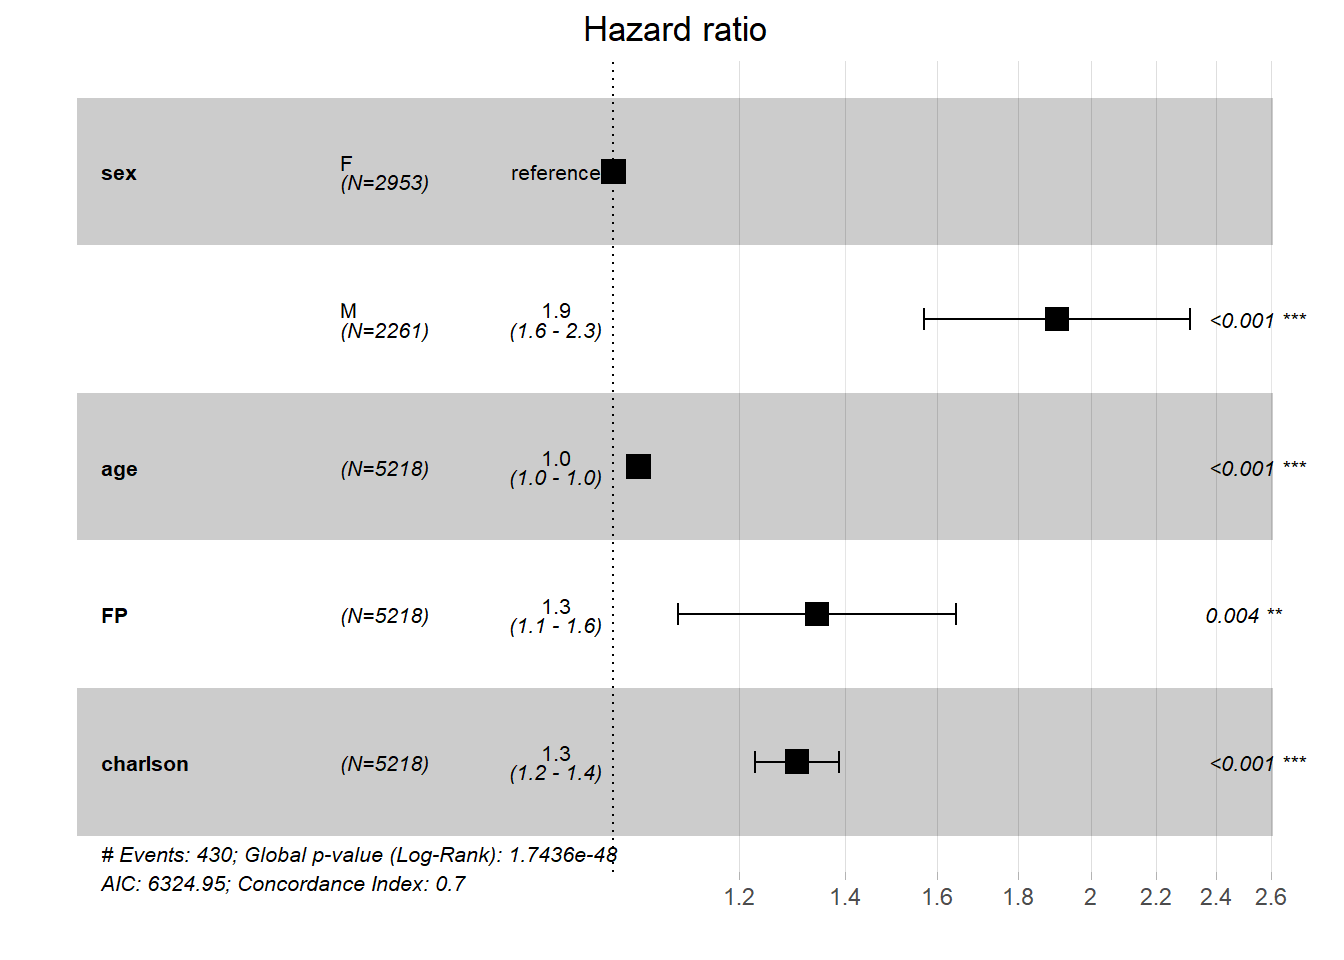 Hazard ratio
sex
F
(N=2953)
reference
M
(N=2261)
1.9
(1.6 - 2.3)
<0.001 ***
age
(N=5218)
1.0
(1.0 - 1.0)
<0.001 ***
FP
(N=5218)
1.3
(1.1 - 1.6)
0.004 **
charlson
(N=5218)
1.3
(1.2 - 1.4)
<0.001 ***
# Events: 430; Global p-value (Log-Rank): 1.7436e-48
AIC: 6324.95; Concordance Index: 0.7
1.2 1.4 1.6 1.8 2 2.2 2.4 2.6